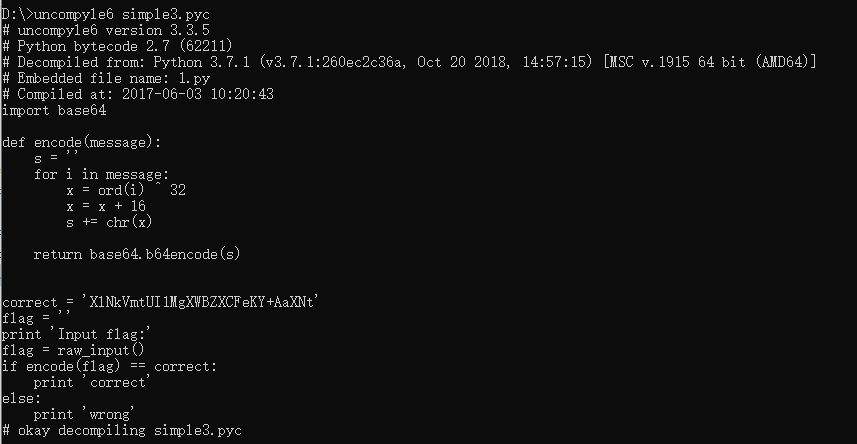 D:\>uncompyle6 simple3.pyc
# uncompyle6 version 3.3.5
# Python bytecode 2.7 (62211)
# Decompiled from: Python 3.7.1 (v3.7.1:260ec2c36a, Oct 20 2018, 14:57:15) [MSC v.1915 64 bit (AMD64)]
# Embedded file name: 1.py
# Compiled at: 2017-06-03 10:20:43
import base64
def encode(message):
    s = ''
    for i in message:
        x = ord(i) ^ 32
        x = x + 16
        s += chr(x)
    return base64.b64encode(s)
correct = 'XlNkVmtUI1MgXWBZXCFeKY+AaXNt'
flag = ''
print 'Input flag:'
flag = raw_input()
if encode(flag) == correct:
    print 'correct'
else:
    print 'wrong'
# okay decompiling simple3.pyc